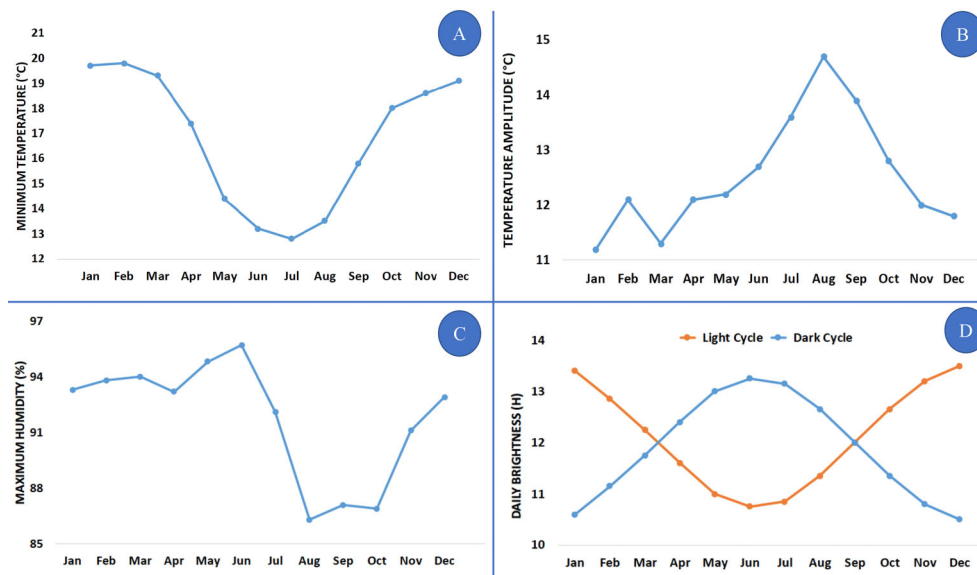 A
MINIMUM TEMPERATURE (°C)
21
20
19
18
17
16
15
14
13
12
Jan Feb Mar Apr May Jun Jul Aug Sep Oct Nov Dec
B
TEMPERATURE AMPLITUDE (°C)
15
14
13
12
11
Jan Feb Mar Apr May Jun Jul Aug Sep Oct Nov Dec
C
MAXIMUM HUMIDITY (%)
97
94
91
88
85
Jan Feb Mar Apr May Jun Jul Aug Sep Oct Nov Dec
D
Light Cycle Dark Cycle
DAILY BRIGHTNESS (H)
14
13
12
11
10
Jan Feb Mar Apr May Jun Jul Aug Sep Oct Nov Dec